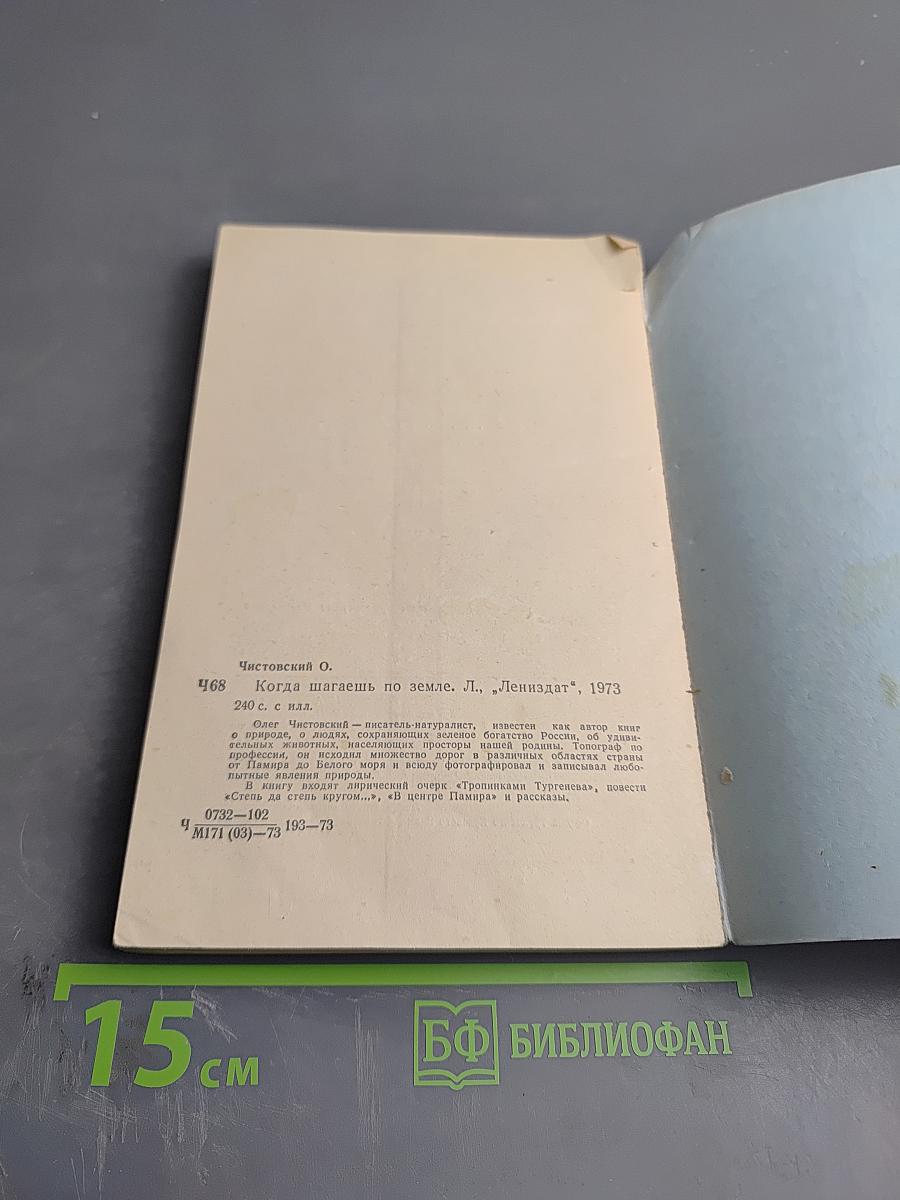 Чистовский О.
Ч68 Когда шагаешь по земле. Л., „Лениздат“, 1973
240 с. с илл.
Олег Чистовский — писатель-натуралист, известен как автор книг
о природе, о людях, сохраняющих зеленое богатство России, об удиви-
тельных животных, населяющих просторы нашей родины. Топограф по
профессии, он исходил множество дорог в различных областях страны
от Памира до Белого моря и всюду фотографировал и записывал любо-
пытные явления природы.
В книгу входят лирический очерк «Тропинками Тургенева», повести
«Степь да степь кругом...», «В центре Памира» и рассказы.
Ч 0732—102
М171 (03)—73 193—73
15 см
БФ БИБЛИОФАН